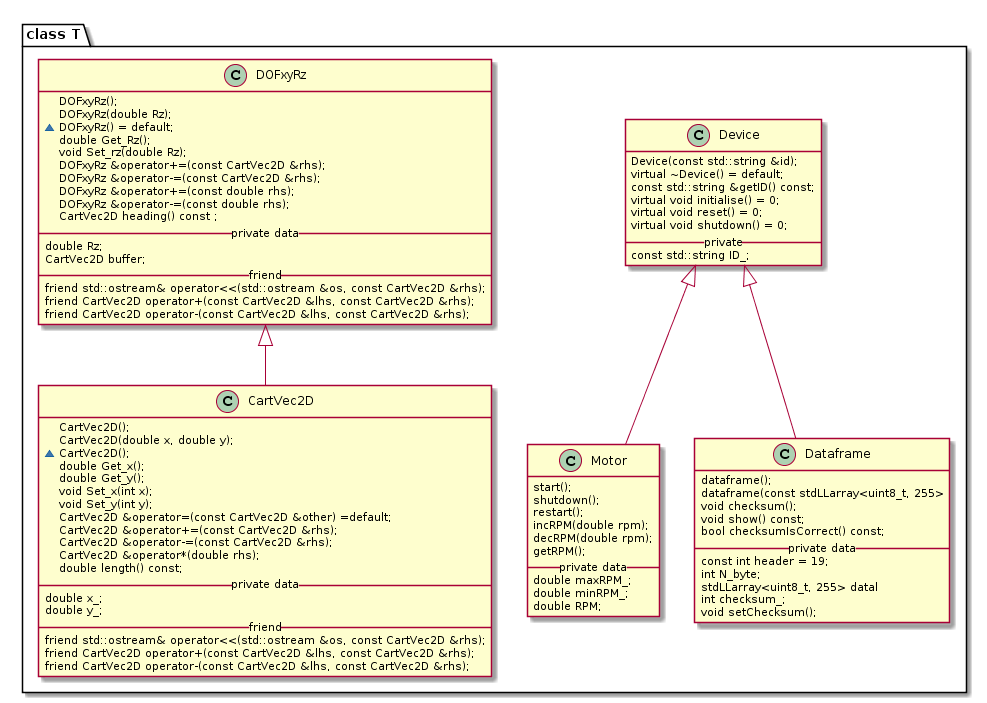 class T
C DOFxyRz
DOFxyRz();
DOFxyRz(double Rz);
DOFxyRz() = default;
double Get_Rz();
void Set_rz(double Rz);
DOFxyRz &operator+=(const CartVec2D &rhs);
DOFxyRz &operator-=(const CartVec2D &rhs);
DOFxyRz &operator+=(const double rhs);
DOFxyRz &operator-=(const double rhs);
CartVec2D heading() const ;
private data
double Rz;
CartVec2D buffer;
friend
friend std::ostream& operator<<(std::ostream &os, const CartVec2D &rhs);
friend CartVec2D operator+(const CartVec2D &lhs, const CartVec2D &rhs);
friend CartVec2D operator-(const CartVec2D &lhs, const CartVec2D &rhs);
C Device
Device(const std::string &id);
virtual ~Device() = default;
const std::string &getID() const;
virtual void initialise() = 0;
virtual void reset() = 0;
virtual void shutdown() = 0;
private
const std::string ID_;
C CartVec2D
CartVec2D();
CartVec2D(double x, double y);
CartVec2D();
double Get_x();
double Get_y();
void Set_x(int x);
void Set_y(int y);
CartVec2D &operator=(const CartVec2D &other) =default;
CartVec2D &operator+=(const CartVec2D &rhs);
CartVec2D &operator-=(const CartVec2D &rhs);
CartVec2D &operator*(double rhs);
double length() const;
private data
double x_;
double y_;
friend
friend std::ostream& operator<<(std::ostream &os, const CartVec2D &rhs);
friend CartVec2D operator+(const CartVec2D &lhs, const CartVec2D &rhs);
friend CartVec2D operator-(const CartVec2D &lhs, const CartVec2D &rhs);
C Motor
start();
shutdown();
restart();
incRPM(double rpm);
decRPM(double rpm);
getRPM();
private data
double maxRPM_;
double minRPM_;
double RPM;
C Dataframe
dataframe();
dataframe(const stdLLarray<uint8_t, 255>
void checksum();
void show() const;
bool checksumIsCorrect() const;
private data
const int header = 19;
int N_byte;
stdLLarray<uint8_t, 255> datal
int checksum_;
void setChecksum();